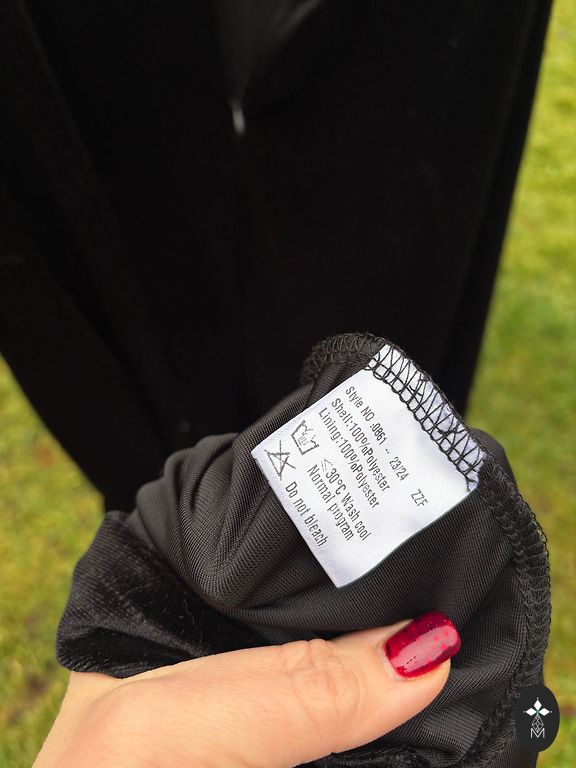 Style NO :0861 -- 23/24 ZZF
Shell:100%Polyester
Lining:100%Polyester
≤30°C Wash cool
Normal program
Do not bleach
M